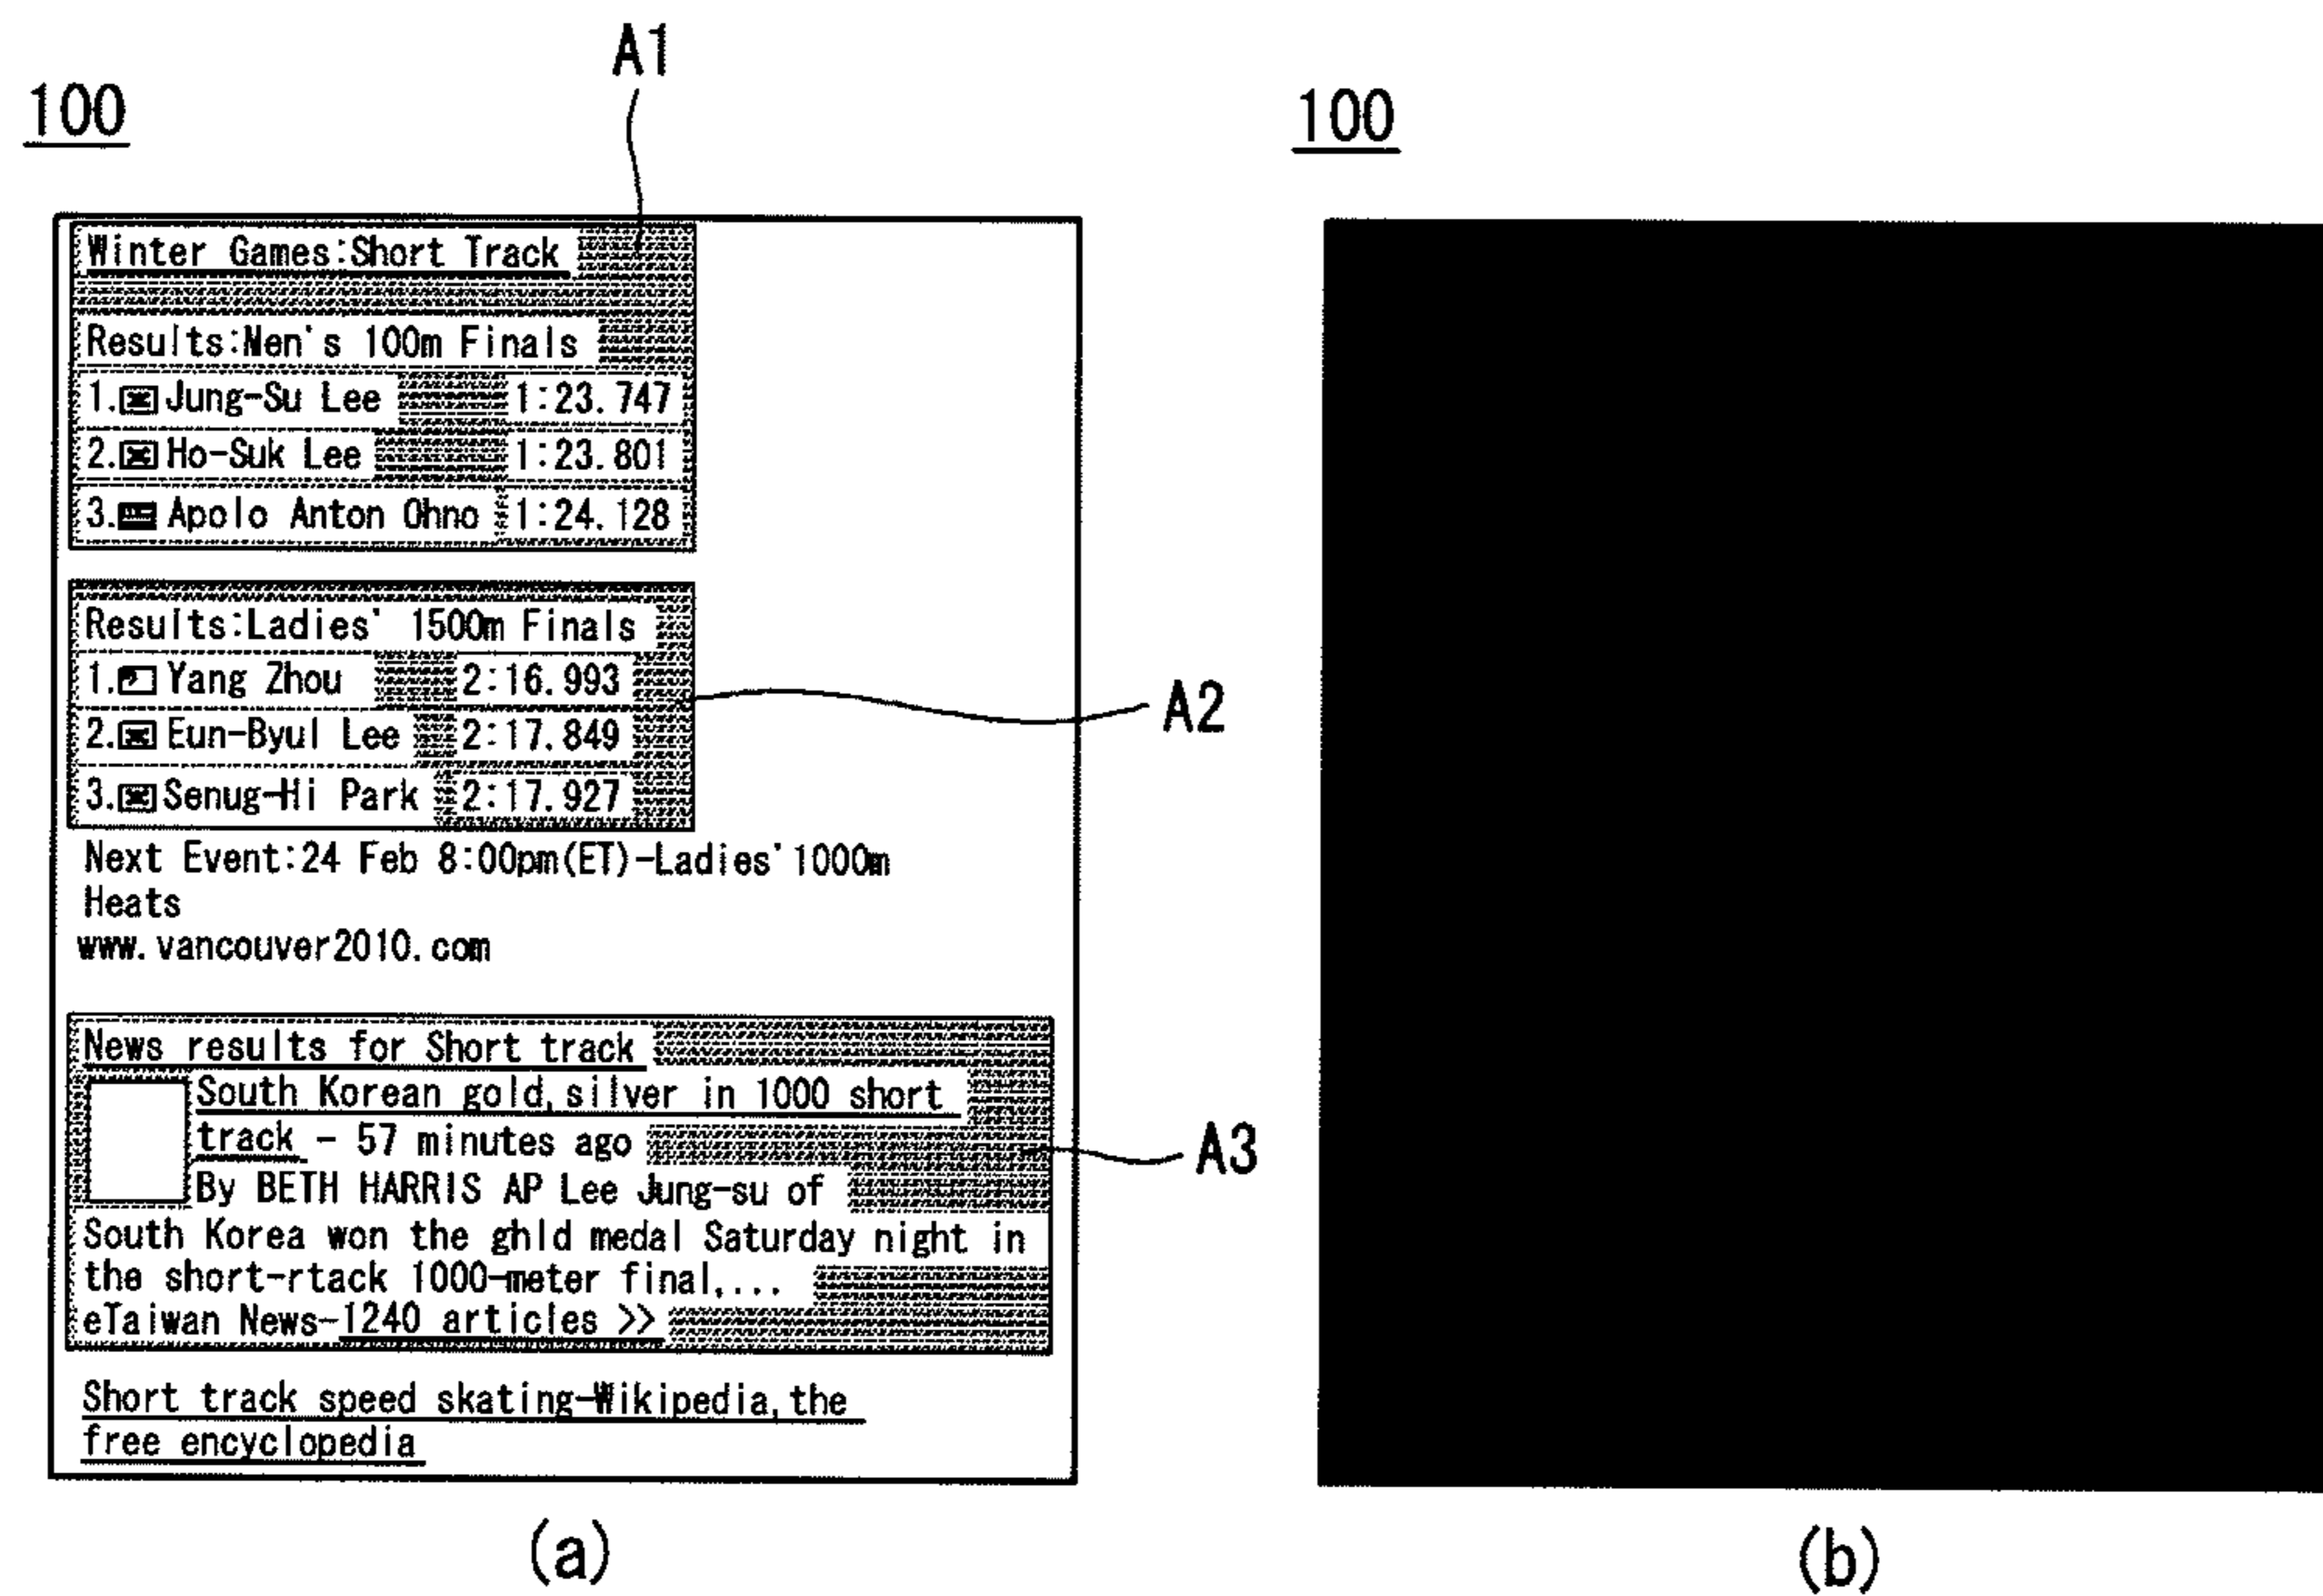 A1
100
100
Winter Games:Short Track
Results:Men's 100m Finals
1. Jung-Su Lee 1:23.747
2. Ho-Suk Lee 1:23.801
3. Apolo Anton Ohno 1:24.128
Results:Ladies' 1500m Finals
1. Yang Zhou 2:16.993
2. Eun-Byul Lee 2:17.849
3. Senug-Hi Park 2:17.927
A2
Next Event:24 Feb 8:00pm(ET)-Ladies' 1000m
Heats
www.vancouver2010.com
News results for Short track
South Korean gold,silver in 1000 short
track - 57 minutes ago
A3
By BETH HARRIS AP Lee Jung-su of
South Korea won the ghld medal Saturday night in
the short-rtack 1000-meter final,...
eTaiwan News-1240 articles >>
Short track speed skating-Wikipedia,the
free encyclopedia
(a)
(b)